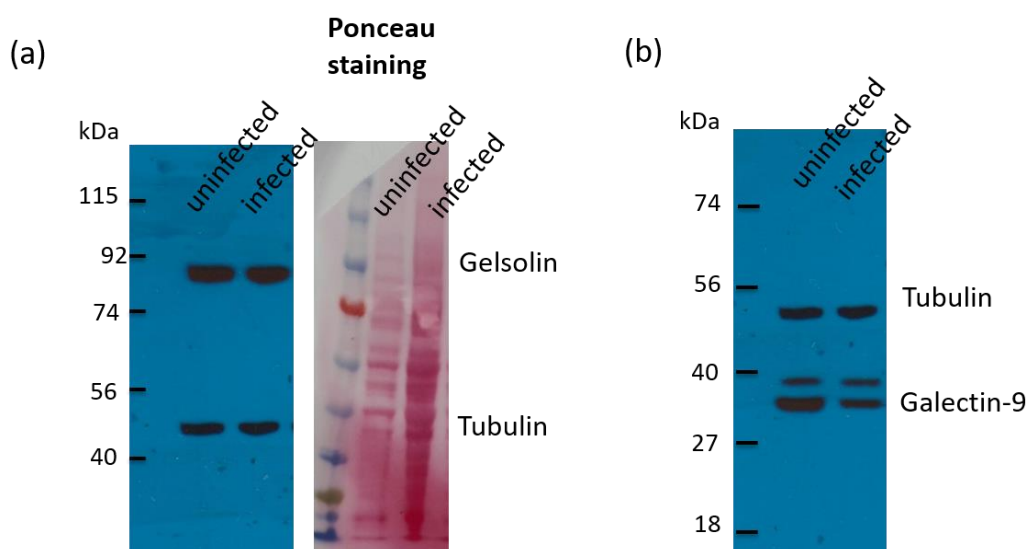 (a)
Ponceau
staining
kDa
uninfected
infected
uninfected
infected
115
92
74
56
40
Gelsolin
Tubulin
(b)
kDa
uninfected
infected
74
56
40
27
18
Tubulin
Galectin-9